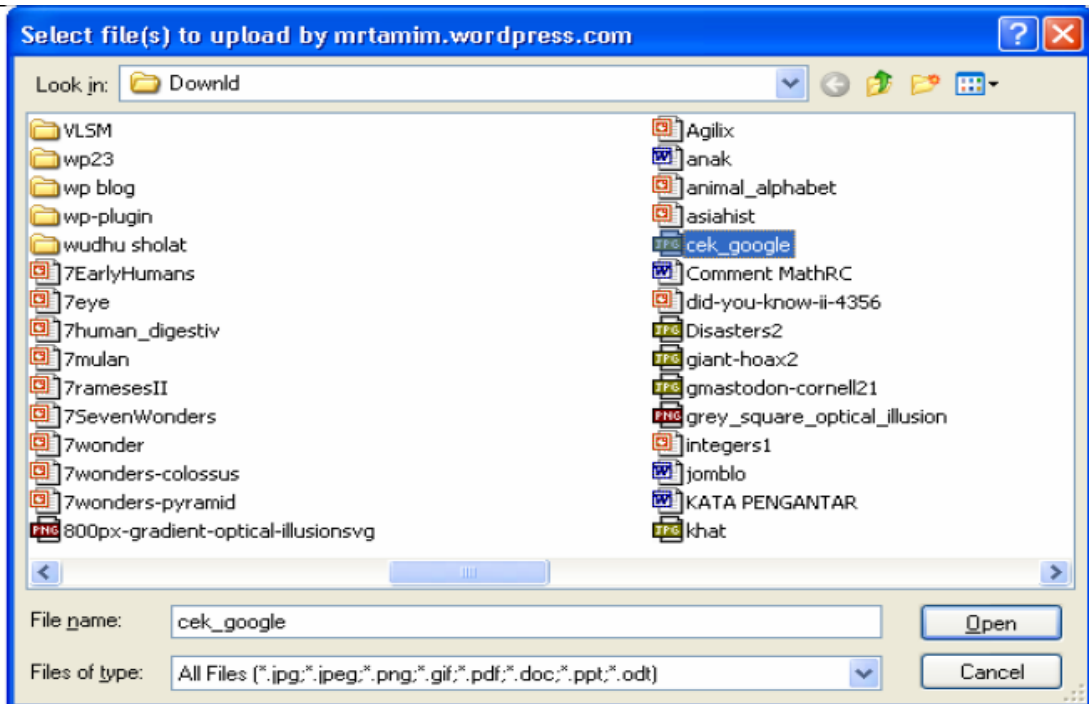 Select file(s) to upload by mrtamim.wordpress.com
Look in: Downld
VLSM
wp23
wp blog
wp-plugin
wudhu sholat
7EarlyHumans
7eye
7human_digestiv
7mulan
7ramesesII
7SevenWonders
7wonder
7wonders-colossus
7wonders-pyramid
800px-gradient-optical-illusionsvg
Agilix
anak
animal_alphabet
asiahist
cek_google
Comment MathRC
did-you-know-ii-4356
Disasters2
giant-hoax2
gmastodon-cornell21
grey_square_optical_illusion
integers1
jomblo
KATA PENGANTAR
khat
File name: cek_google Open
Files of type: All Files (*.jpg;*.jpeg;*.png;*.gif;*.pdf;*.doc;*.ppt;*.odt) Cancel